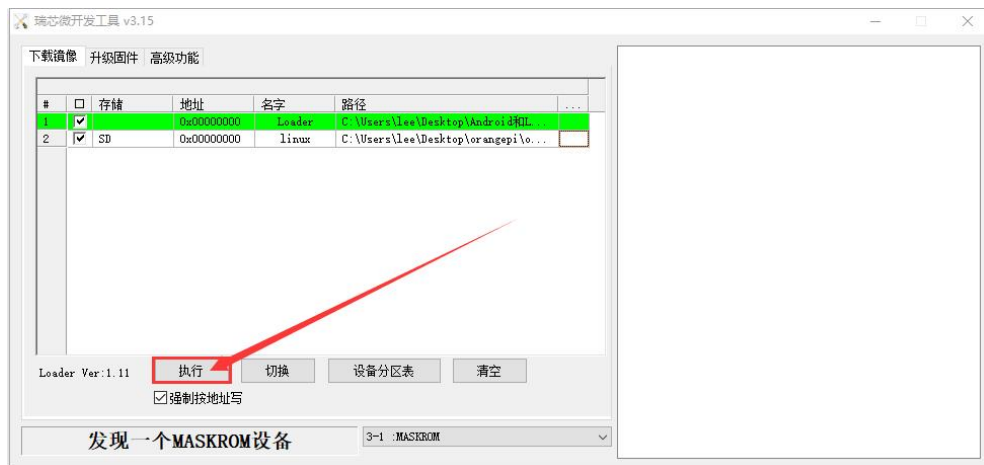 瑞芯微开发工具 v3.15
下载镜像 升级固件 高级功能
# 存储 地址 名字 路径 ...
1 0x00000000 Loader C:\Users\lee\Desktop\Android和L...
2 SD 0x00000000 linux C:\Users\lee\Desktop\orangepi\o...
Loader Ver:1.11 执行 切换 设备分区表 清空
强制按地址写
发现一个MASKROM设备 3-1 :MASKROM